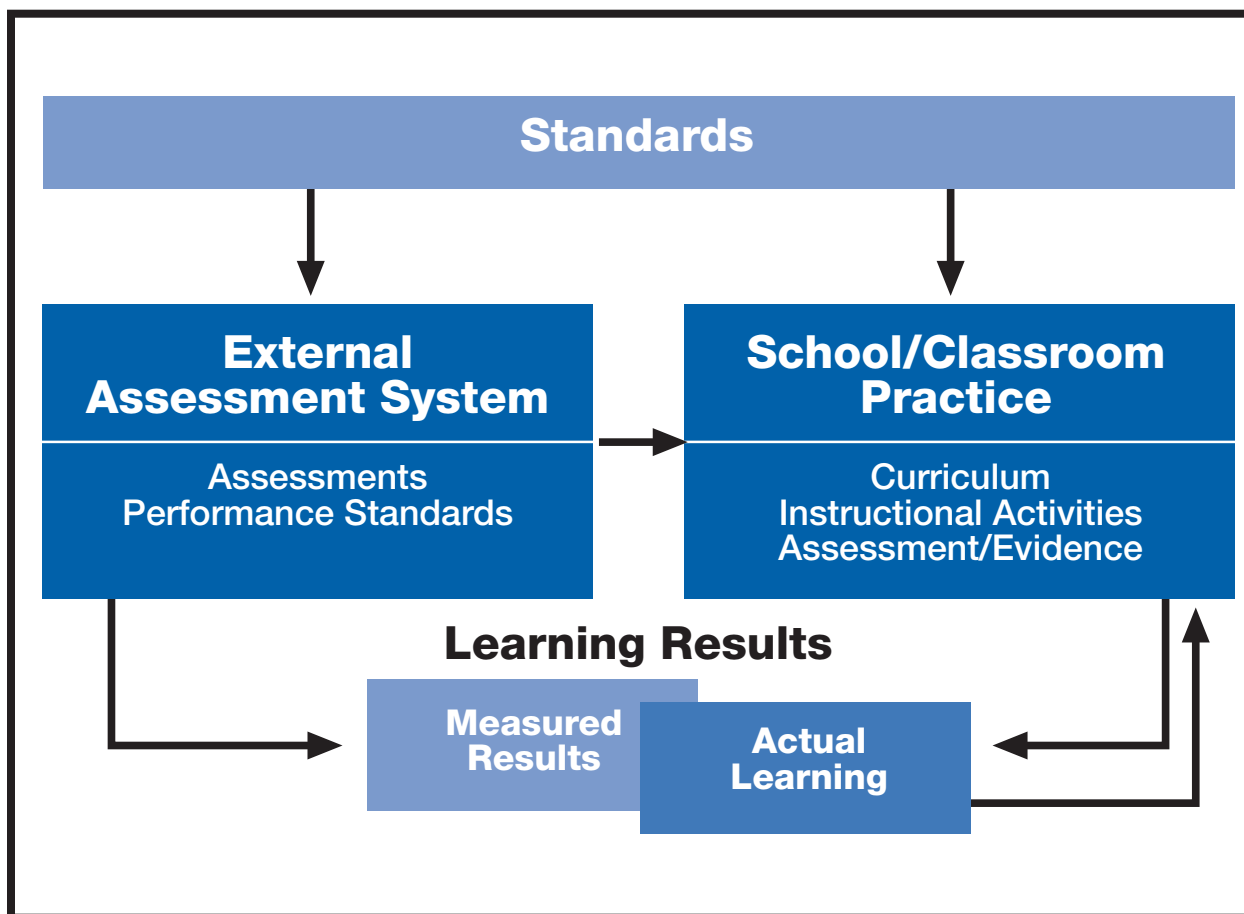 Standards
External
Assessment System
Assessments
Performance Standards
School/Classroom
Practice
Curriculum
Instructional Activities
Assessment/Evidence
Learning Results
Measured
Results
Actual
Learning